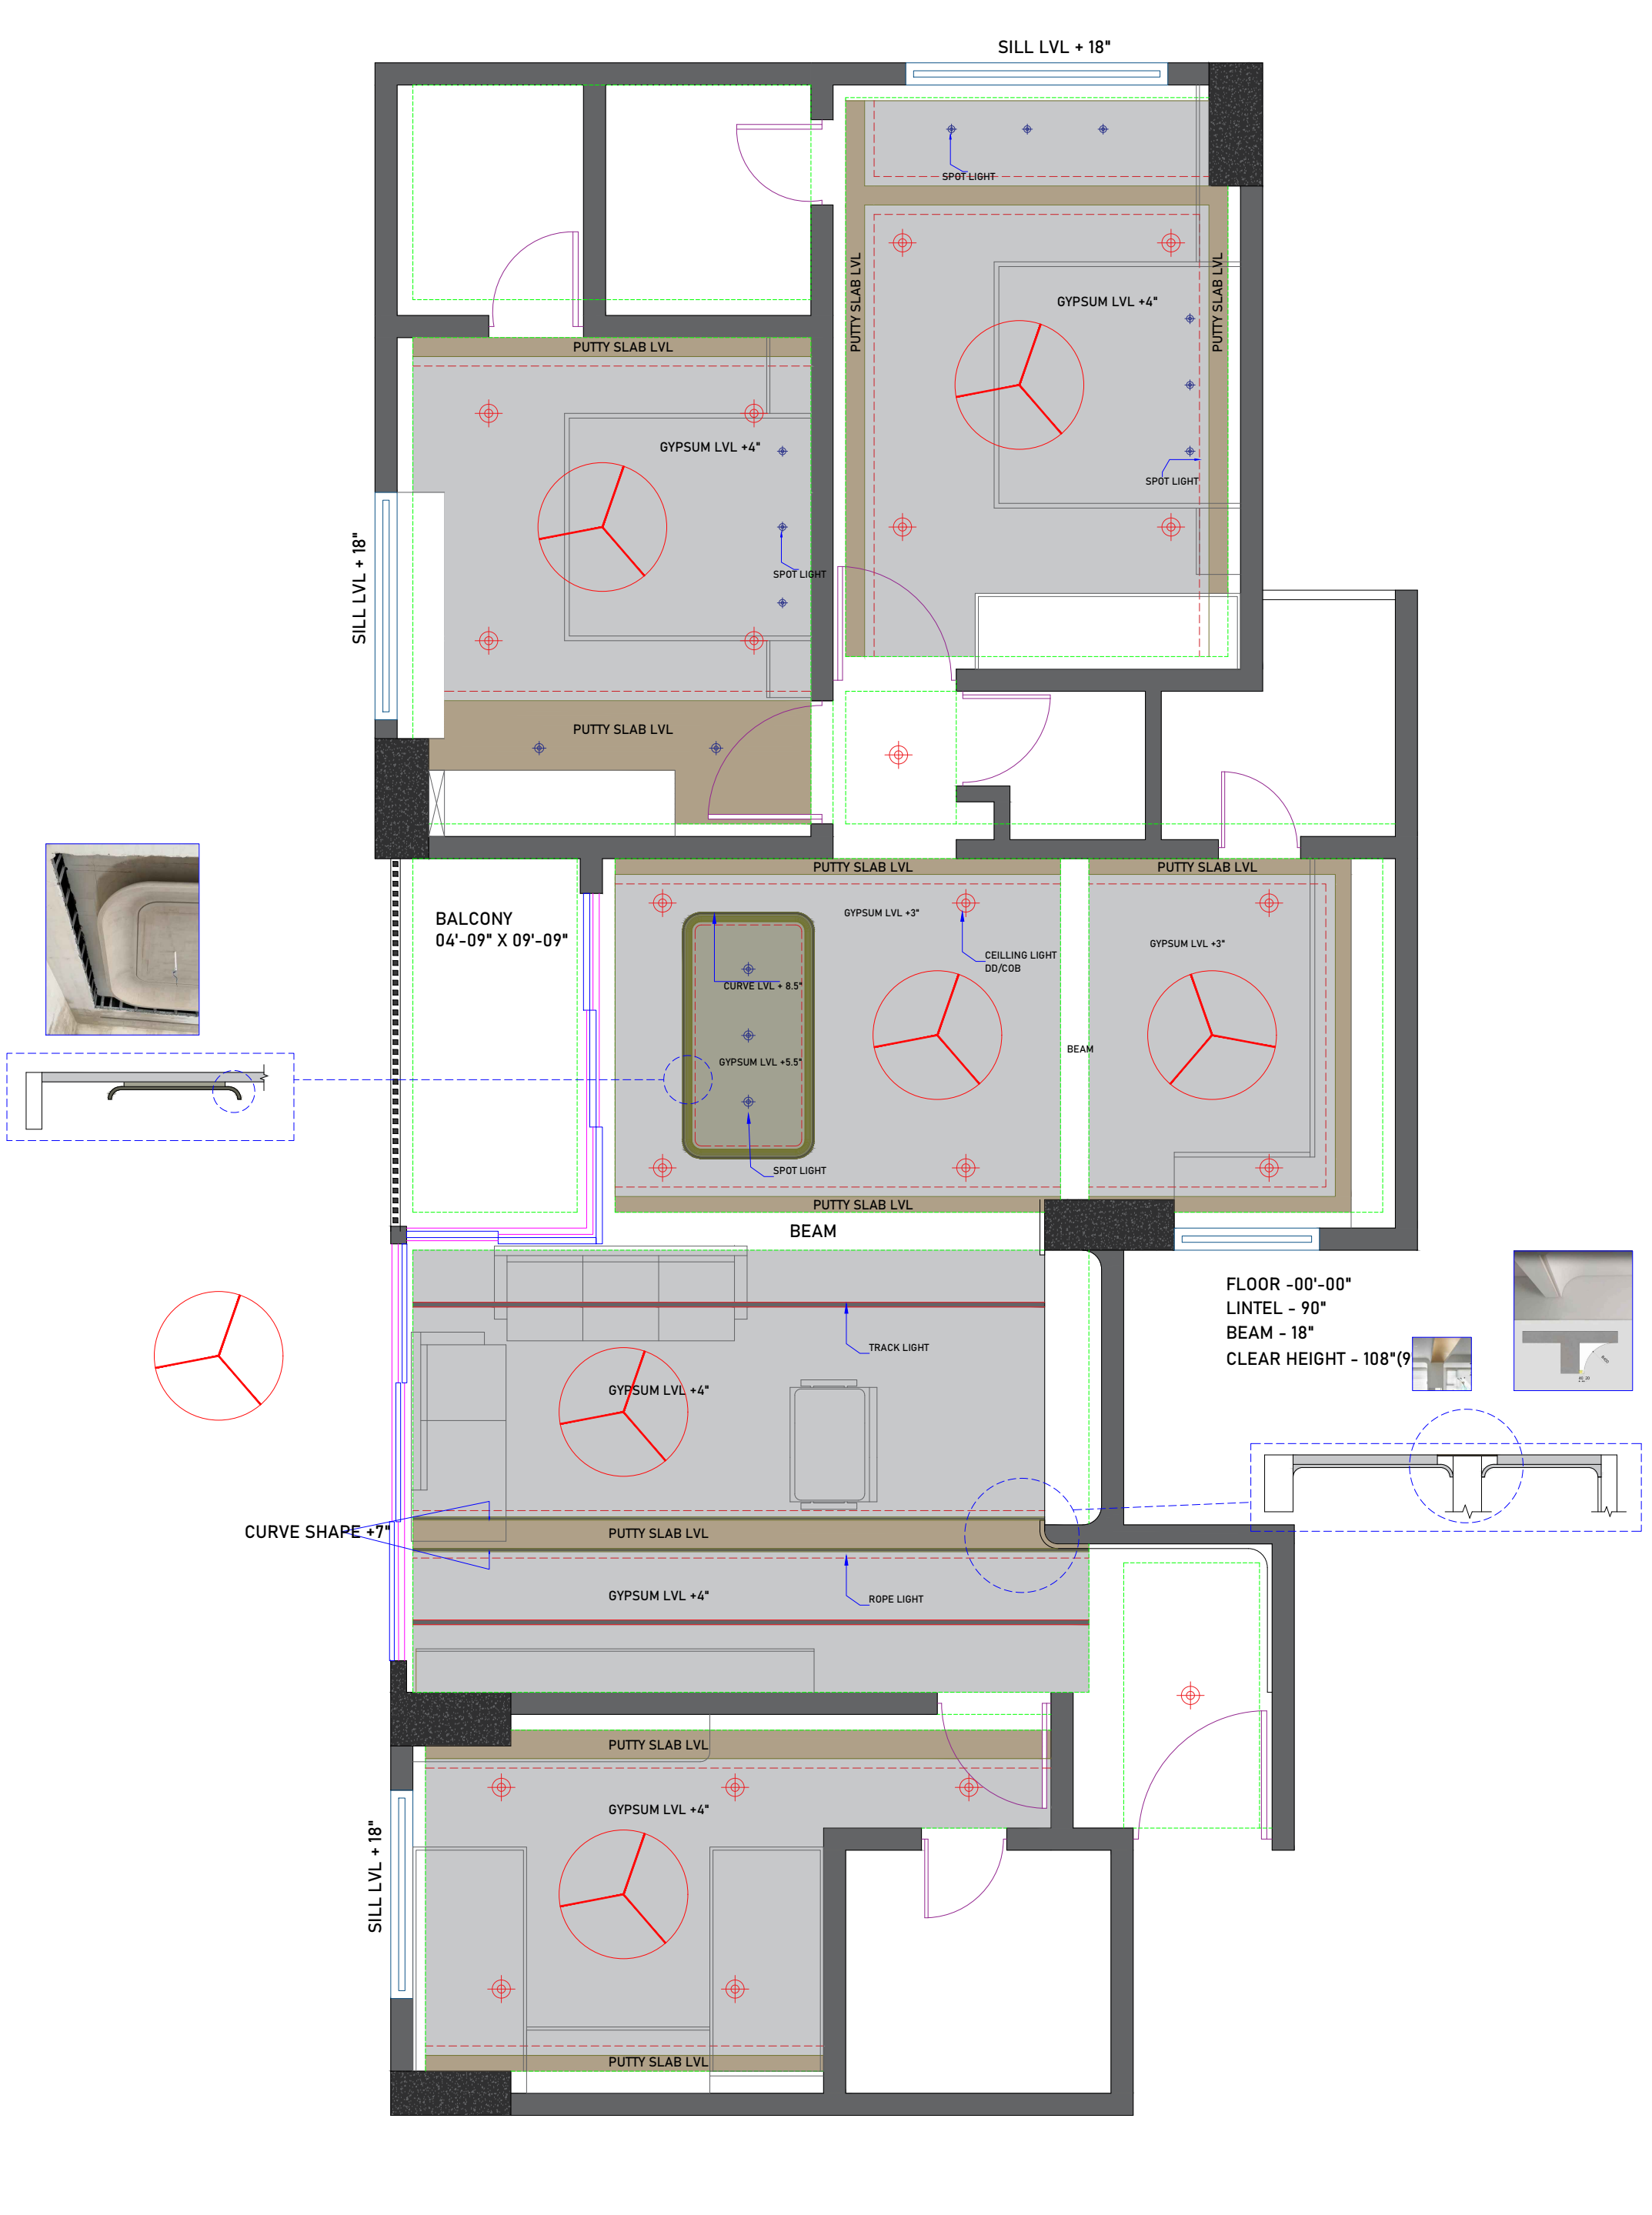 SILL LVL + 18"
SPOT LIGHT
PUTTY SLAB LVL
PUTTY SLAB LVL
GYPSUM LVL +4"
SPOT LIGHT
PUTTY SLAB LVL
GYPSUM LVL +4"
SPOT LIGHT
SILL LVL + 18"
PUTTY SLAB LVL
PUTTY SLAB LVL
PUTTY SLAB LVL
BALCONY
04'-09" X 09'-09"
GYPSUM LVL +3"
GYPSUM LVL +3"
CEILLING LIGHT
DD/COB
CURVE LVL + 8.5"
BEAM
GYPSUM LVL +5.5"
SPOT LIGHT
PUTTY SLAB LVL
BEAM
FLOOR -00'-00"
LINTEL - 90"
BEAM - 18"
CLEAR HEIGHT - 108"(9
TRACK LIGHT
GYPSUM LVL +4"
CURVE SHAPE +7"
PUTTY SLAB LVL
GYPSUM LVL +4"
ROPE LIGHT
PUTTY SLAB LVL
GYPSUM LVL +4"
SILL LVL + 18"
PUTTY SLAB LVL